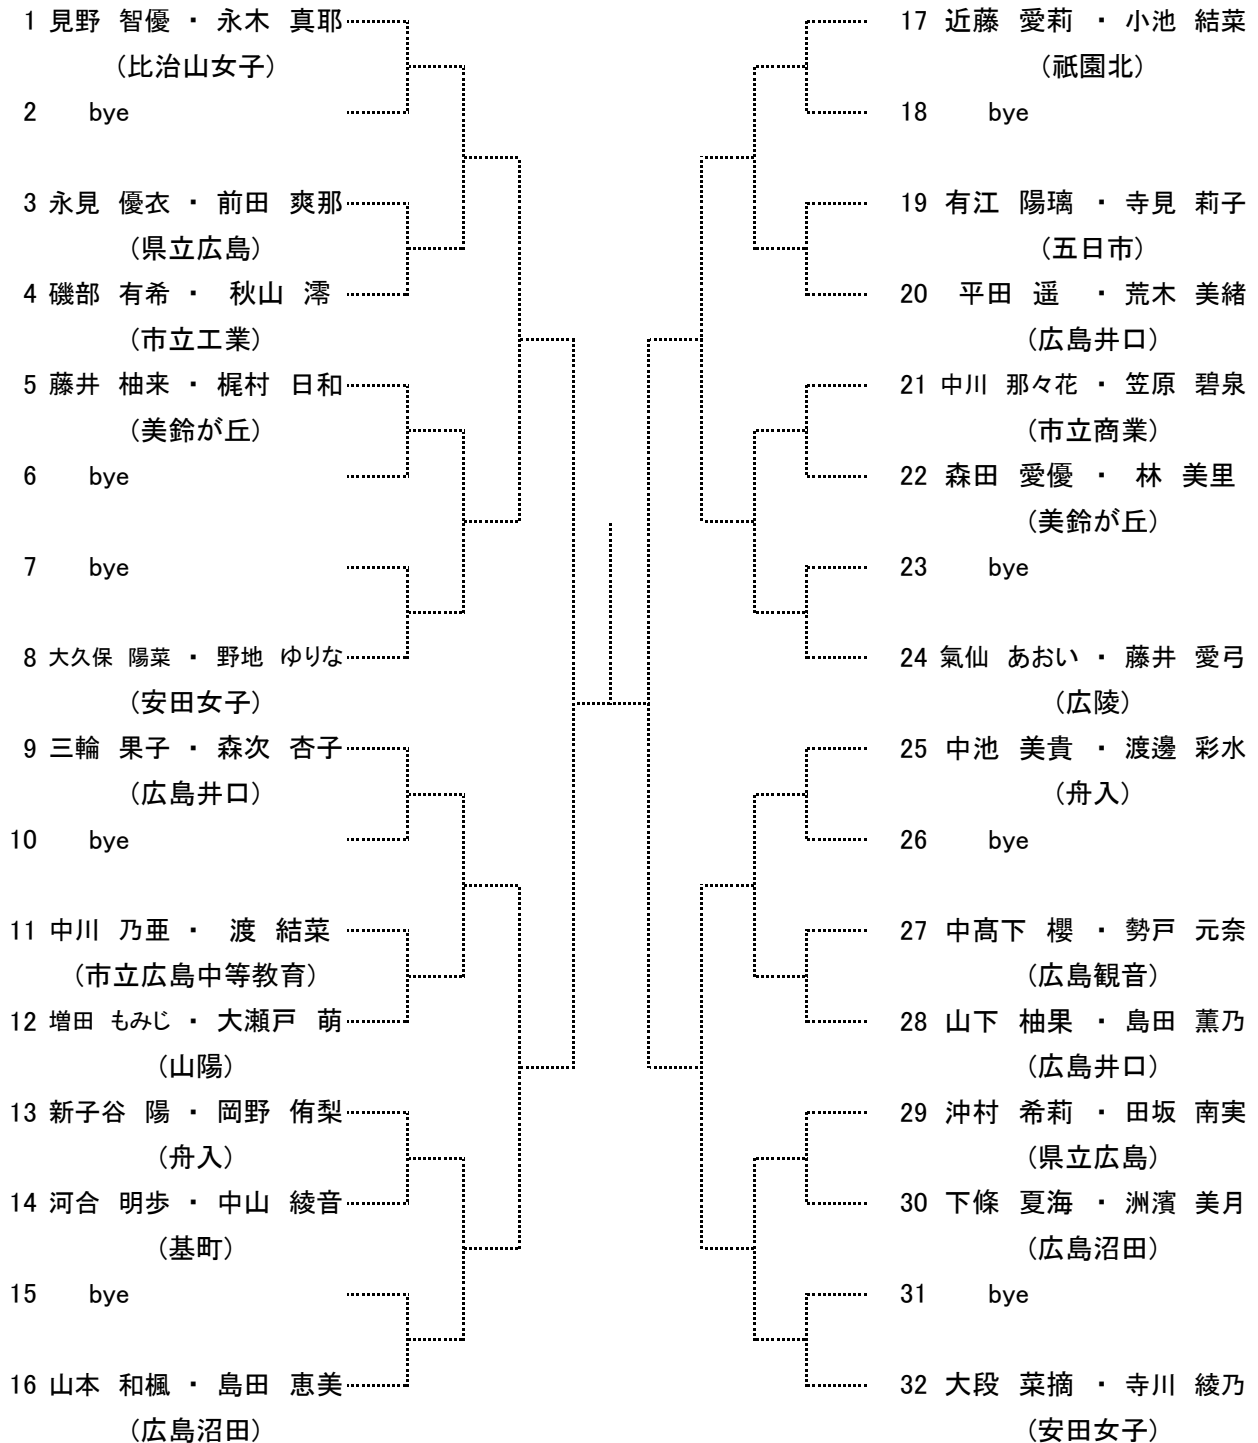 1 見野 智優 ・ 永木 真耶
(比治山女子)
2 bye
3 永見 優衣 ・ 前田 爽那
(県立広島)
4 磯部 有希 ・ 秋山 澪
(市立工業)
5 藤井 柚来 ・ 梶村 日和
(美鈴が丘)
6 bye
7 bye
8 大久保 陽菜 ・ 野地 ゆりな
(安田女子)
9 三輪 果子 ・ 森次 杏子
(広島井口)
10 bye
11 中川 乃亜 ・ 渡 結菜
(市立広島中等教育)
12 増田 もみじ ・ 大瀬戸 萌
(山陽)
13 新子谷 陽 ・ 岡野 侑梨
(舟入)
14 河合 明歩 ・ 中山 綾音
(基町)
15 bye
16 山本 和楓 ・ 島田 恵美
(広島沼田)
17 近藤 愛莉 ・ 小池 結菜
(祇園北)
18 bye
19 有江 陽璃 ・ 寺見 莉子
(五日市)
20 平田 遥 ・ 荒木 美緒
(広島井口)
21 中川 那々花 ・ 笠原 碧泉
(市立商業)
22 森田 愛優 ・ 林 美里
(美鈴が丘)
23 bye
24 氣仙 あおい ・ 藤井 愛弓
(広陵)
25 中池 美貴 ・ 渡邊 彩水
(舟入)
26 bye
27 中髙下 櫻 ・ 勢戸 元奈
(広島観音)
28 山下 柚果 ・ 島田 薫乃
(広島井口)
29 沖村 希莉 ・ 田坂 南実
(県立広島)
30 下條 夏海 ・ 洲濱 美月
(広島沼田)
31 bye
32 大段 菜摘 ・ 寺川 綾乃
(安田女子)